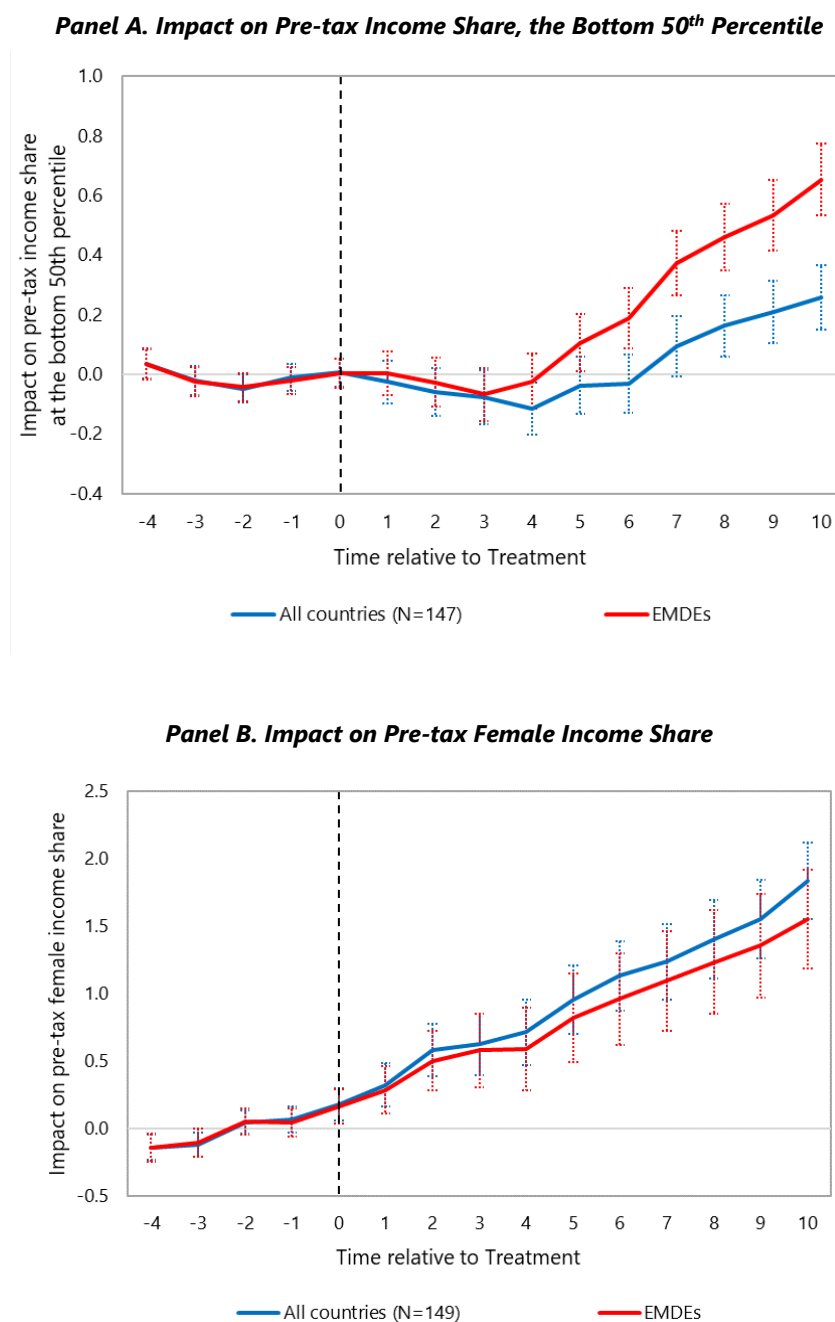 Panel A. Impact on Pre-tax Income Share, the Bottom 50th Percentile
Impact on pre-tax income share
at the bottom 50th percentile
1.0
0.8
0.6
0.4
0.2
0.0
-0.2
-0.4
-4 -3 -2 -1 0 1 2 3 4 5 6 7 8 9 10
Time relative to Treatment
All countries (N=147) EMDEs
Panel B. Impact on Pre-tax Female Income Share
Impact on pre-tax female income share
2.5
2.0
1.5
1.0
0.5
0.0
-0.5
-4 -3 -2 -1 0 1 2 3 4 5 6 7 8 9 10
Time relative to Treatment
All countries (N=149) EMDEs